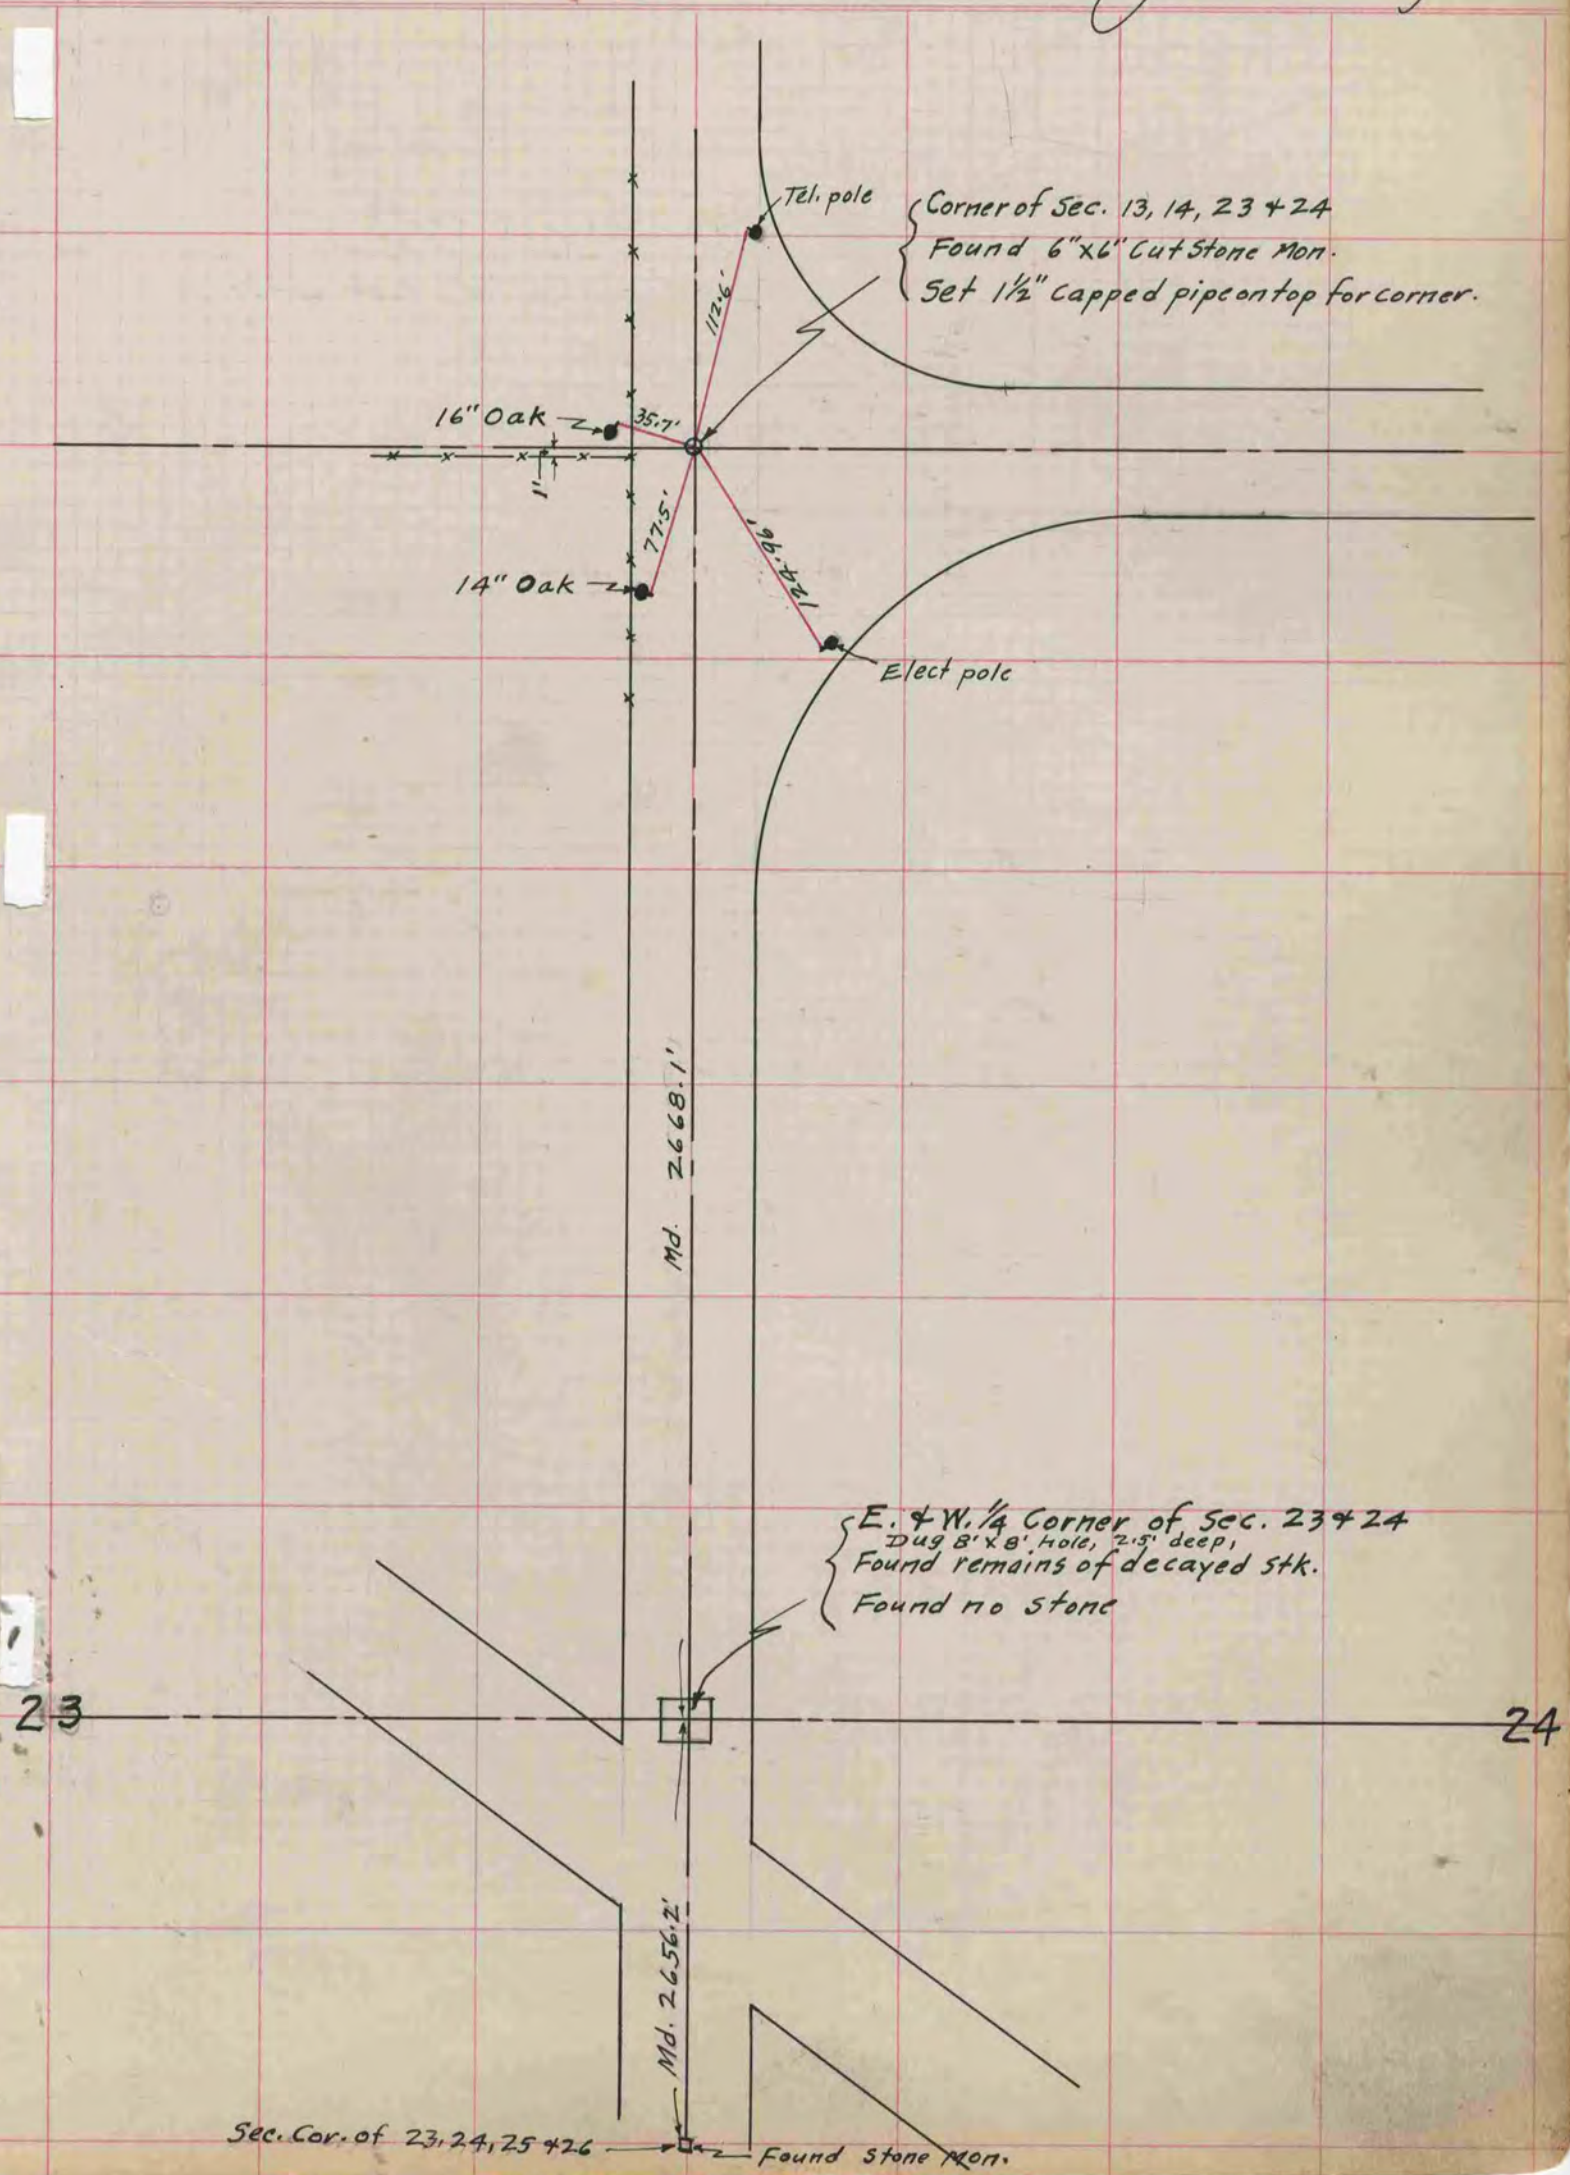 Tel. pole
Corner of Sec. 13, 14, 23 & 24
Found 6"x6" Cut Stone Mon.
Set 1½" Capped pipe on top for corner.
112.6'
16" Oak
35.7'
1'
77.5'
124.96'
14" Oak
Elect pole
Md. 2668.1'
E. & W. ¼ Corner of Sec. 23 & 24
Dug 8' x 8' Hole, 2.5' deep,
Found remains of decayed stk.
Found no stone
23
24
Md. 2656.2'
Sec. Cor. of 23, 24, 25 & 26
Found Stone Mon.